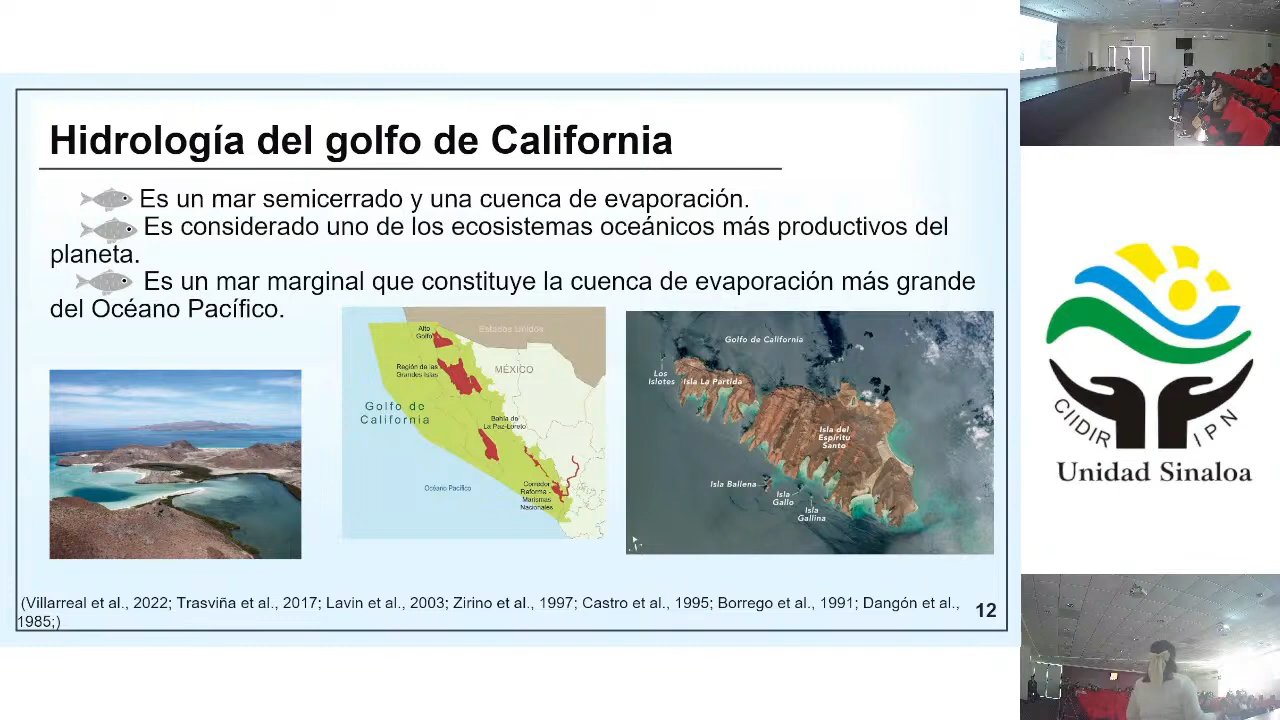 Hidrología del golfo de California
Es un mar semicerrado y una cuenca de evaporación.
Es considerado uno de los ecosistemas oceánicos más productivos del
planeta.
Es un mar marginal que constituye la cuenca de evaporación más grande
del Océano Pacífico.
Alto
Golfo
Estados Unidos
Región de las
Grandes Islas
MÉXICO
Golfo de
California
Bahía de
La Paz-Loreto
Océano Pacífico
Corredor
Reforma -
Marismas
Nacionales
Golfo de California
Los
Islotes
Isla La Partida
Isla del
Espíritu
Santo
Isla Ballena
Isla
Gallo
Isla
Gallina
(Villarreal et al., 2022; Trasviña et al., 2017; Lavin et al., 2003; Zirino et al., 1997; Castro et al., 1995; Borrego et al., 1991; Dangón et al.,
1985;)
12
CIIDIR IPN
Unidad Sinaloa